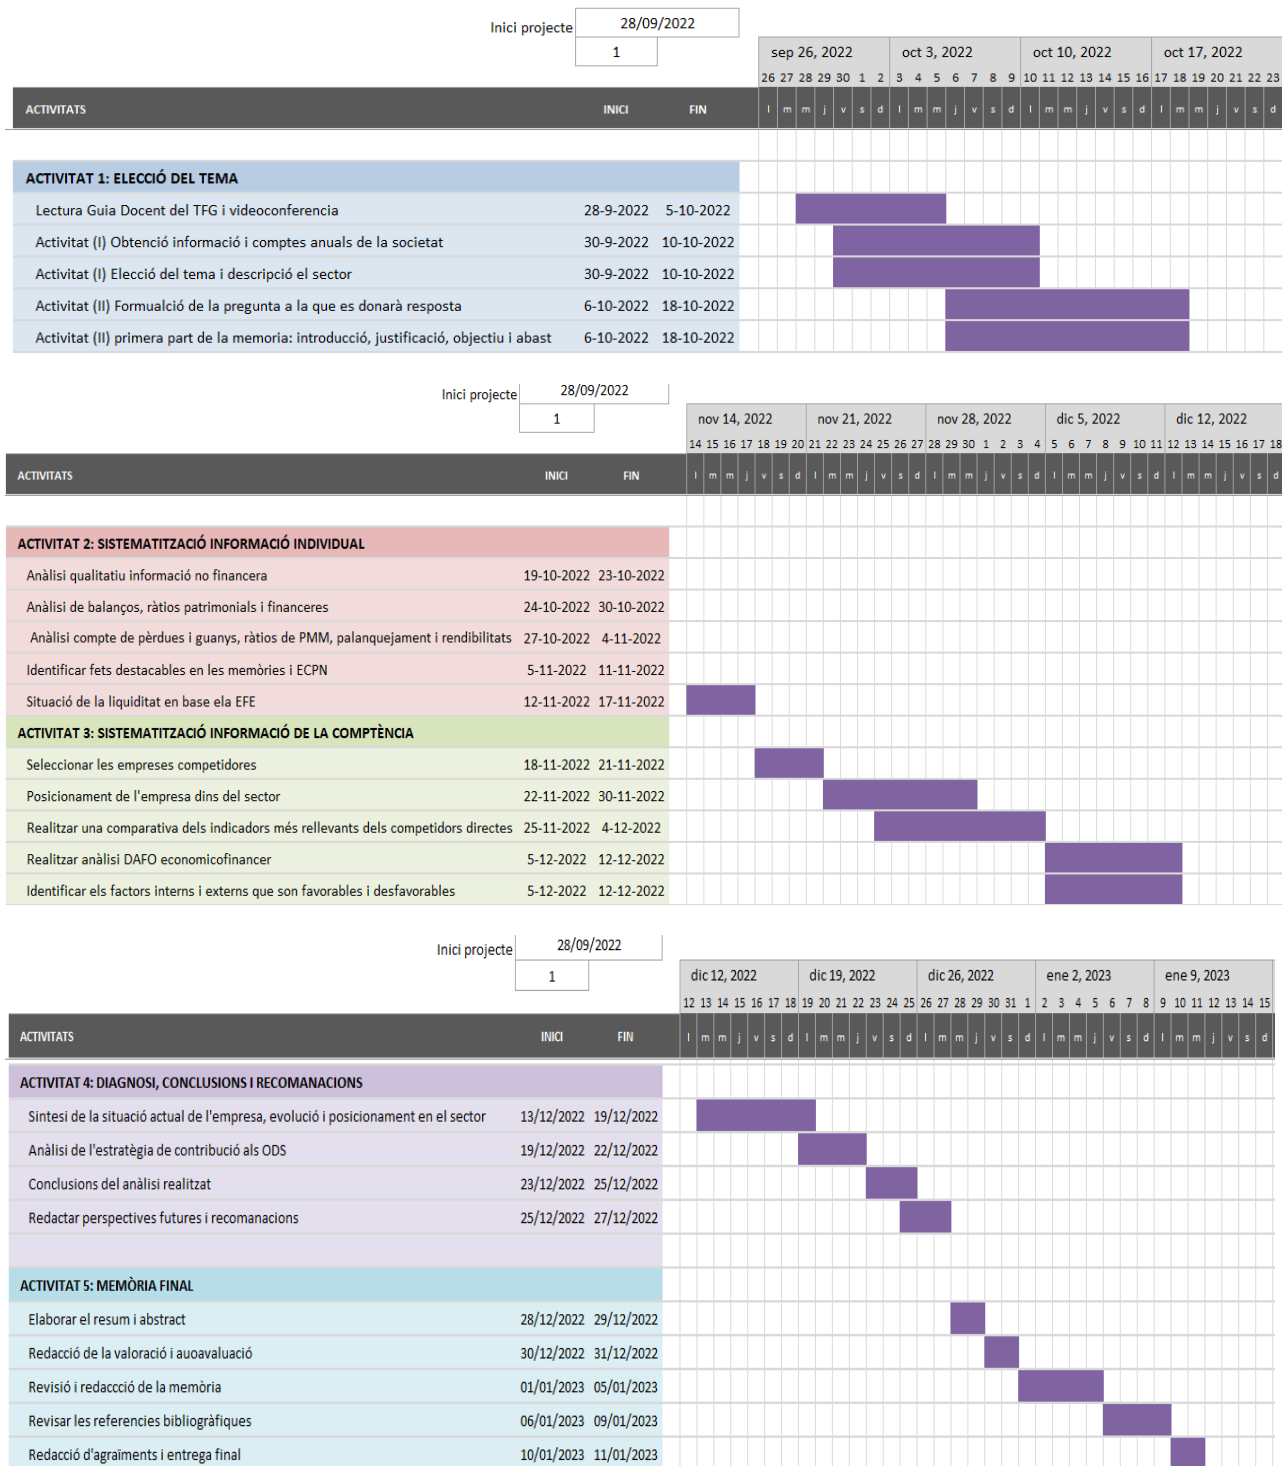 Inici projecte 28/09/2022
1
sep 26, 2022 oct 3, 2022 oct 10, 2022 oct 17, 2022
26 27 28 29 30 1 2 3 4 5 6 7 8 9 10 11 12 13 14 15 16 17 18 19 20 21 22 23
ACTIVITATS INICI FIN l m m j v s d l m m j v s d l m m j v s d l m m j v s d
ACTIVITAT 1: ELECCIÓ DEL TEMA
Lectura Guia Docent del TFG i videoconferencia 28-9-2022 5-10-2022
Activitat (I) Obtenció informació i comptes anuals de la societat 30-9-2022 10-10-2022
Activitat (I) Elecció del tema i descripció el sector 30-9-2022 10-10-2022
Activitat (II) Formualció de la pregunta a la que es donarà resposta 6-10-2022 18-10-2022
Activitat (II) primera part de la memoria: introducció, justificació, objectiu i abast 6-10-2022 18-10-2022
Inici projecte 28/09/2022
1
nov 14, 2022 nov 21, 2022 nov 28, 2022 dic 5, 2022 dic 12, 2022
14 15 16 17 18 19 20 21 22 23 24 25 26 27 28 29 30 1 2 3 4 5 6 7 8 9 10 11 12 13 14 15 16 17 18
ACTIVITATS INICI FIN l m m j v s d l m m j v s d l m m j v s d l m m j v s d l m m j v s d
ACTIVITAT 2: SISTEMATITZACIÓ INFORMACIÓ INDIVIDUAL
Anàlisi qualitatiu informació no financera 19-10-2022 23-10-2022
Anàlisi de balanços, ràtios patrimonials i financeres 24-10-2022 30-10-2022
Anàlisi compte de pèrdues i guanys, ràtios de PMM, palanquejament i rendibilitats 27-10-2022 4-11-2022
Identificar fets destacables en les memòries i ECPN 5-11-2022 11-11-2022
Situació de la liquiditat en base ela EFE 12-11-2022 17-11-2022
ACTIVITAT 3: SISTEMATITZACIÓ INFORMACIÓ DE LA COMPTÈNCIA
Seleccionar les empreses competidores 18-11-2022 21-11-2022
Posicionament de l'empresa dins del sector 22-11-2022 30-11-2022
Realitzar una comparativa dels indicadors més rellevants dels competidors directes 25-11-2022 4-12-2022
Realitzar anàlisi DAFO economicofinancer 5-12-2022 12-12-2022
Identificar els factors interns i externs que son favorables i desfavorables 5-12-2022 12-12-2022
Inici projecte 28/09/2022
1
dic 12, 2022 dic 19, 2022 dic 26, 2022 ene 2, 2023 ene 9, 2023
12 13 14 15 16 17 18 19 20 21 22 23 24 25 26 27 28 29 30 31 1 2 3 4 5 6 7 8 9 10 11 12 13 14 15
ACTIVITATS INICI FIN l m m j v s d l m m j v s d l m m j v s d l m m j v s d l m m j v s d
ACTIVITAT 4: DIAGNOSI, CONCLUSIONS I RECOMANACIONS
Sintesi de la situació actual de l'empresa, evolució i posicionament en el sector 13/12/2022 19/12/2022
Anàlisi de l'estratègia de contribució als ODS 19/12/2022 22/12/2022
Conclusions del anàlisi realitzat 23/12/2022 25/12/2022
Redactar perspectives futures i recomanacions 25/12/2022 27/12/2022
ACTIVITAT 5: MEMÒRIA FINAL
Elaborar el resum i abstract 28/12/2022 29/12/2022
Redacció de la valoració i auoavaluació 30/12/2022 31/12/2022
Revisió i redaccció de la memòria 01/01/2023 05/01/2023
Revisar les referencies bibliogràfiques 06/01/2023 09/01/2023
Redacció d'agraïments i entrega final 10/01/2023 11/01/2023